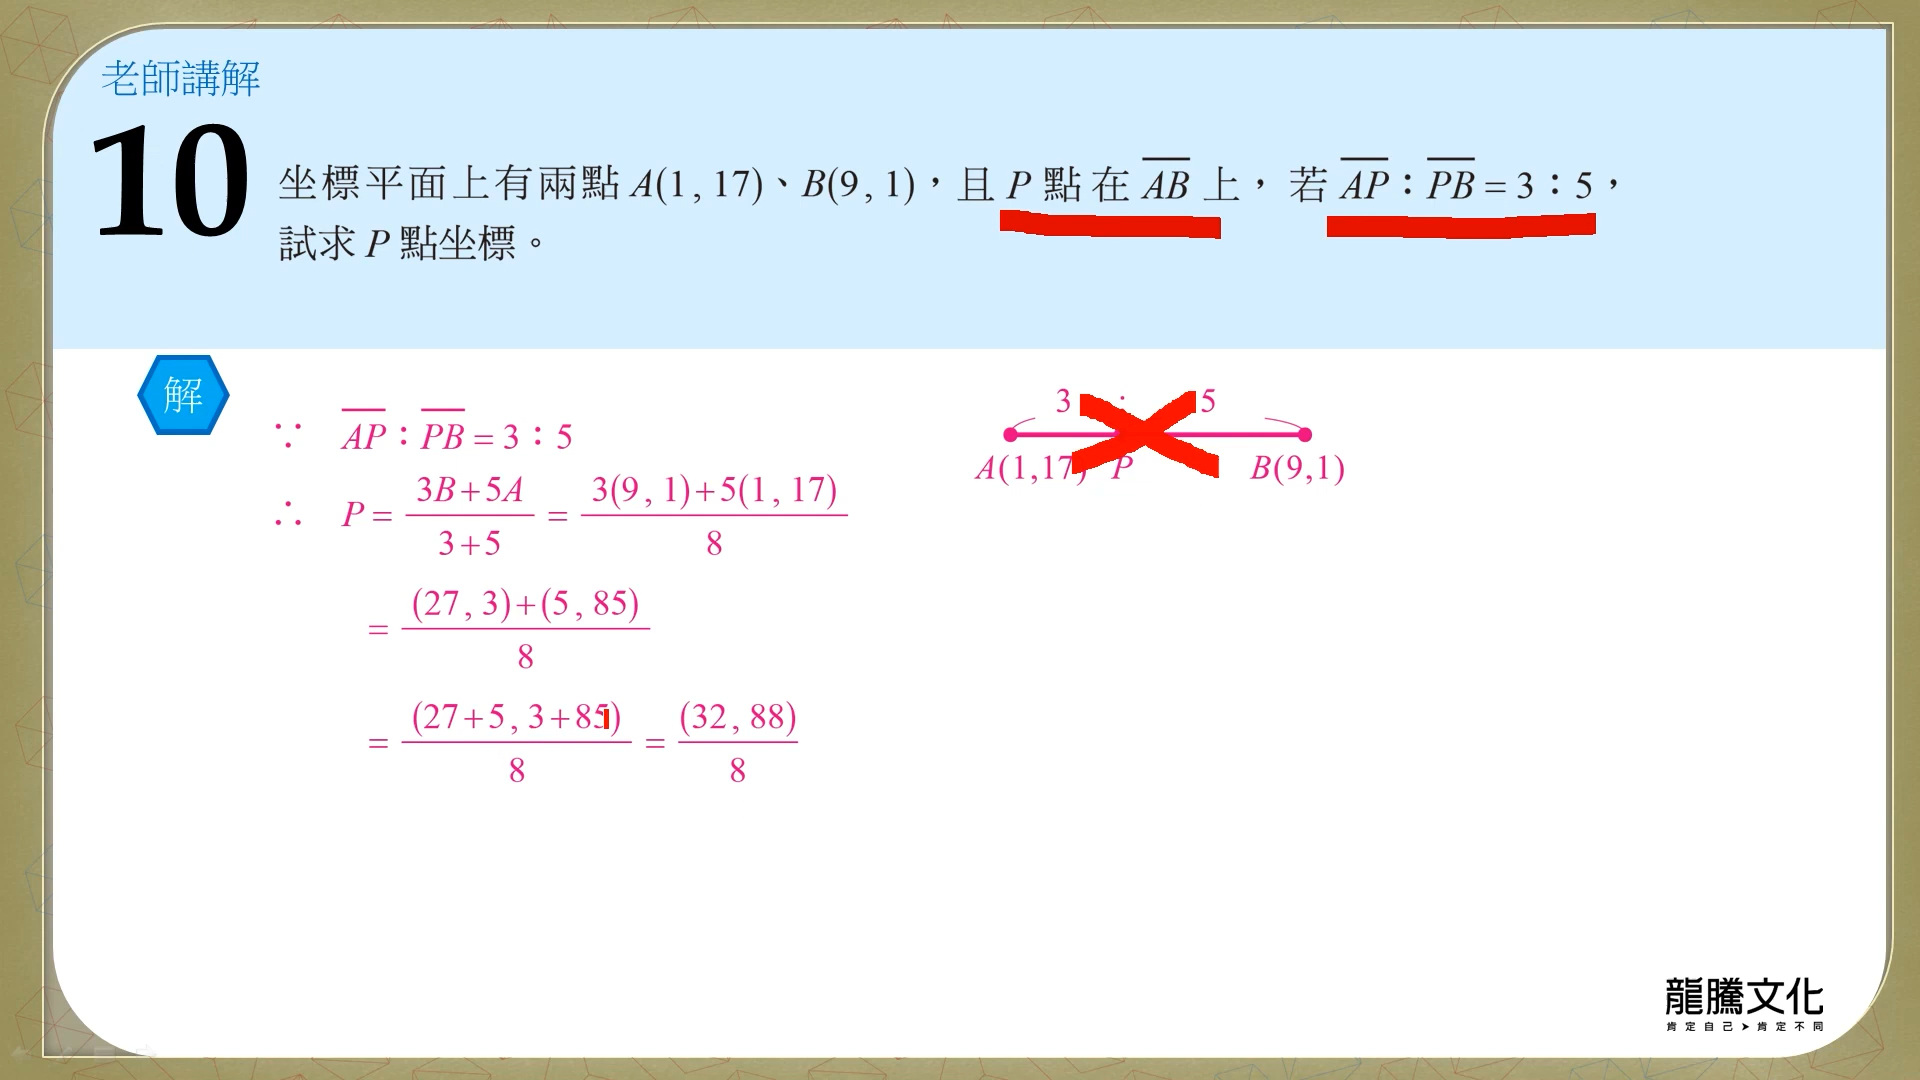 老師講解
10
坐標平面上有兩點 A(1, 17)、B(9, 1)，且 P 點在 AB 上，若 AP：PB = 3：5，
試求 P 點坐標。
解
∵ AP：PB = 3：5
3 : 5
A(1,17) P B(9,1)
∴ P = 3B+5A / 3+5 = 3(9, 1)+5(1, 17) / 8
= (27, 3)+(5, 85) / 8
= (27+5, 3+85) / 8 = (32, 88) / 8
龍騰文化
肯定自己➤肯定不同